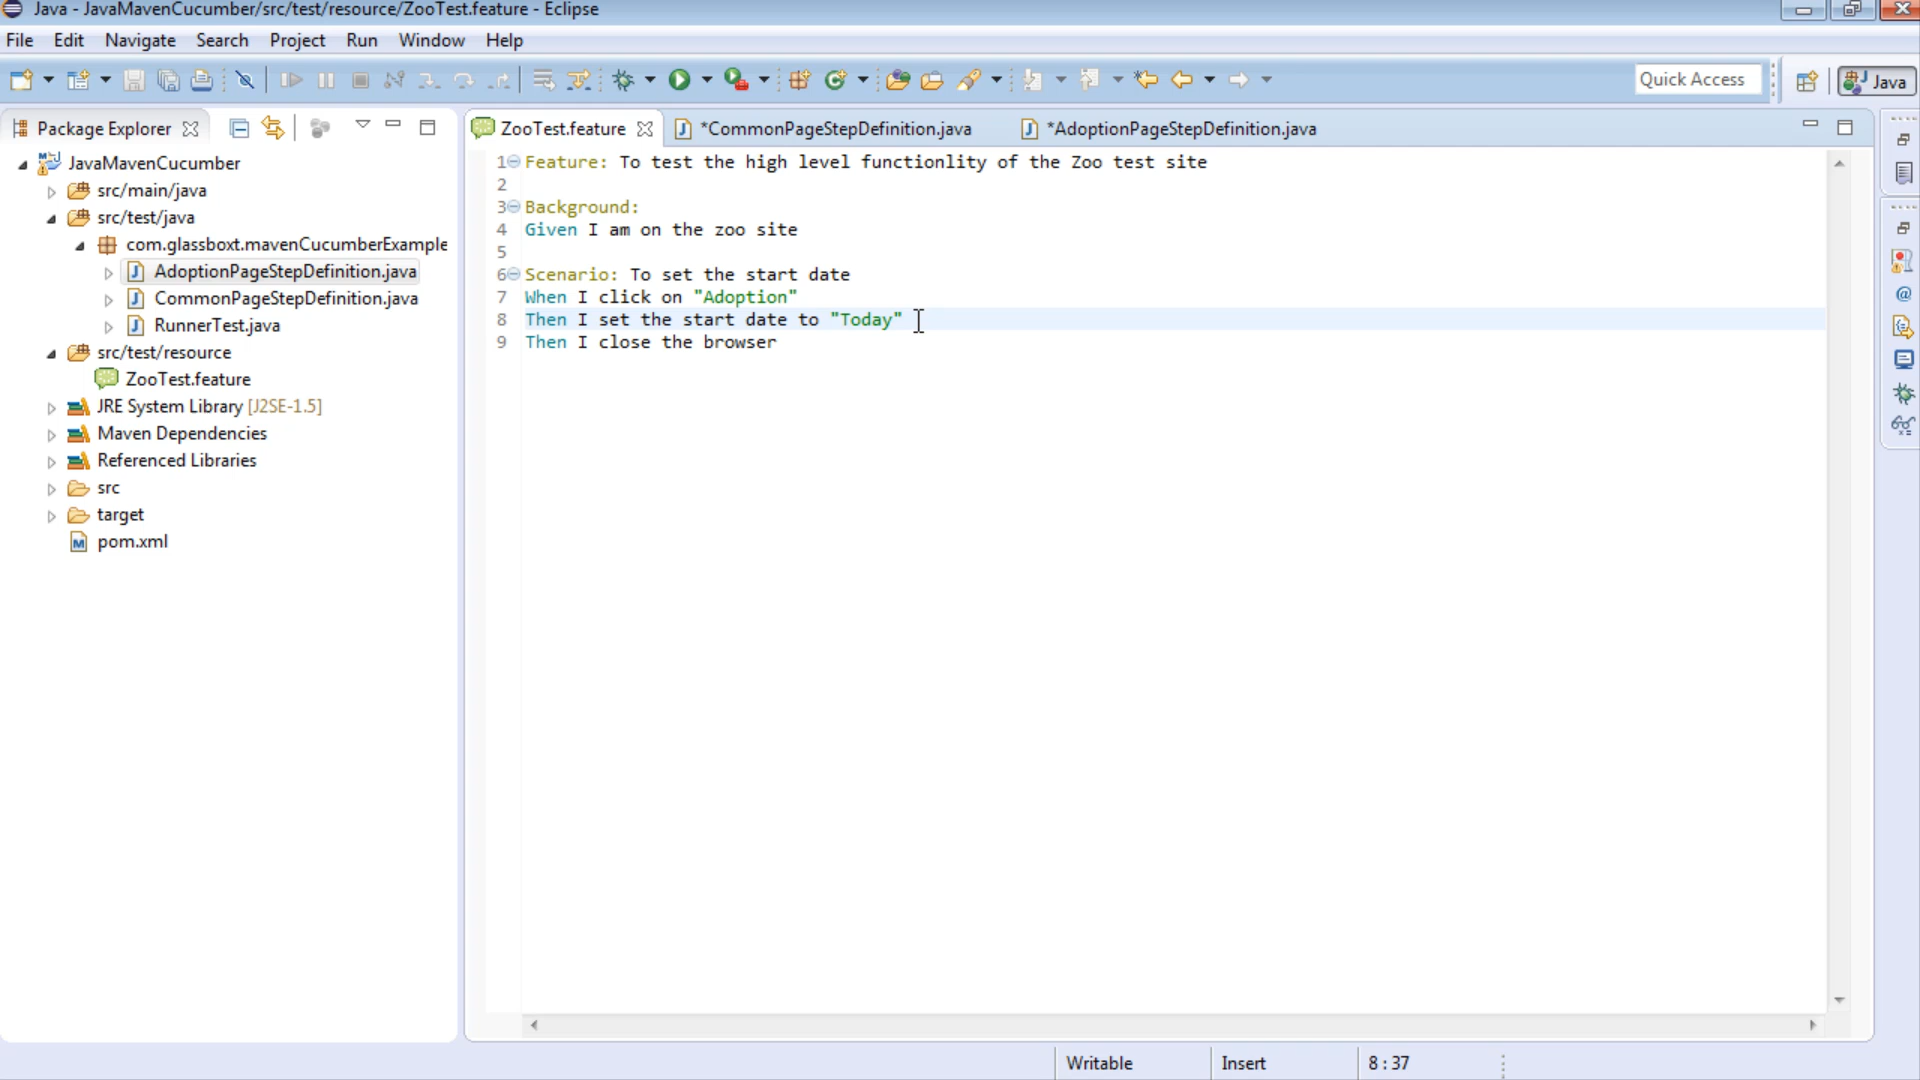 Java - JavaMavenCucumber/src/test/resource/ZooTest.feature - Eclipse
File Edit Navigate Search Project Run Window Help
Quick Access
Java
Package Explorer
JavaMavenCucumber
src/main/java
src/test/java
com.glassboxt.mavenCucumberExample
AdoptionPageStepDefinition.java
CommonPageStepDefinition.java
RunnerTest.java
src/test/resource
ZooTest.feature
JRE System Library [J2SE-1.5]
Maven Dependencies
Referenced Libraries
src
target
pom.xml
ZooTest.feature
*CommonPageStepDefinition.java
*AdoptionPageStepDefinition.java
1 Feature: To test the high level functionlity of the Zoo test site
2
3 Background:
4 Given I am on the zoo site
5
6 Scenario: To set the start date
7 When I click on "Adoption"
8 Then I set the start date to "Today"
9 Then I close the browser
Writable Insert 8 : 37